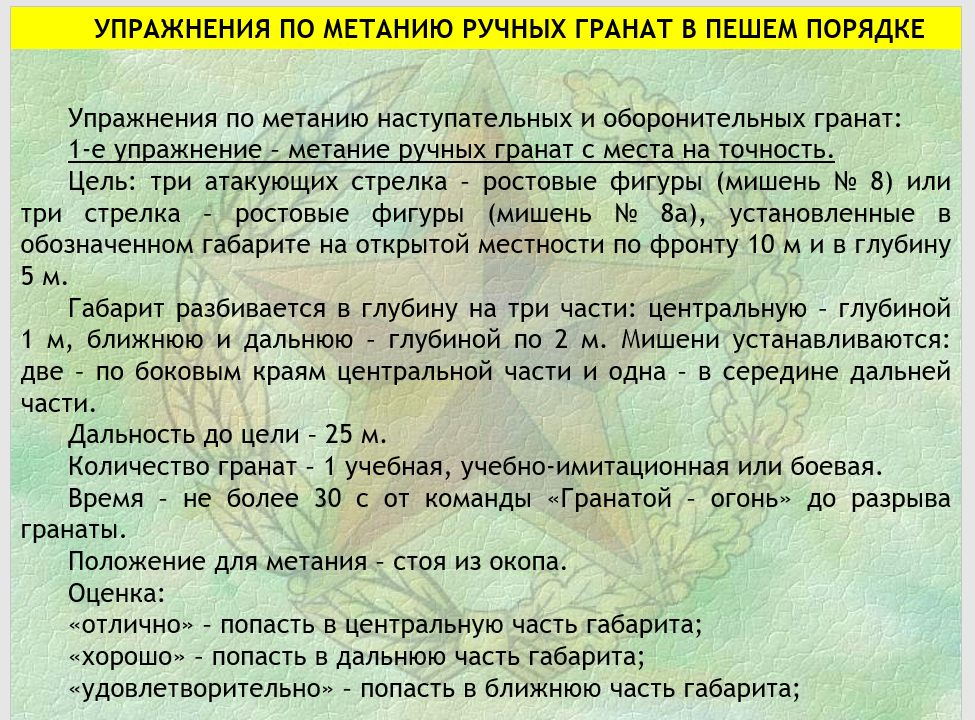 УПРАЖНЕНИЯ ПО МЕТАНИЮ РУЧНЫХ ГРАНАТ В ПЕШЕМ ПОРЯДКЕ
Упражнения по метанию наступательных и оборонительных гранат:
1-е упражнение – метание ручных гранат с места на точность.
Цель: три атакующих стрелка – ростовые фигуры (мишень № 8) или
три стрелка – ростовые фигуры (мишень № 8а), установленные в
обозначенном габарите на открытой местности по фронту 10 м и в глубину
5 м.
Габарит разбивается в глубину на три части: центральную – глубиной
1 м, ближнюю и дальнюю – глубиной по 2 м. Мишени устанавливаются:
две – по боковым краям центральной части и одна – в середине дальней
части.
Дальность до цели – 25 м.
Количество гранат – 1 учебная, учебно-имитационная или боевая.
Время – не более 30 с от команды «Гранатой – огонь» до разрыва
гранаты.
Положение для метания – стоя из окопа.
Оценка:
«отлично» – попасть в центральную часть габарита;
«хорошо» – попасть в дальнюю часть габарита;
«удовлетворительно» – попасть в ближнюю часть габарита;